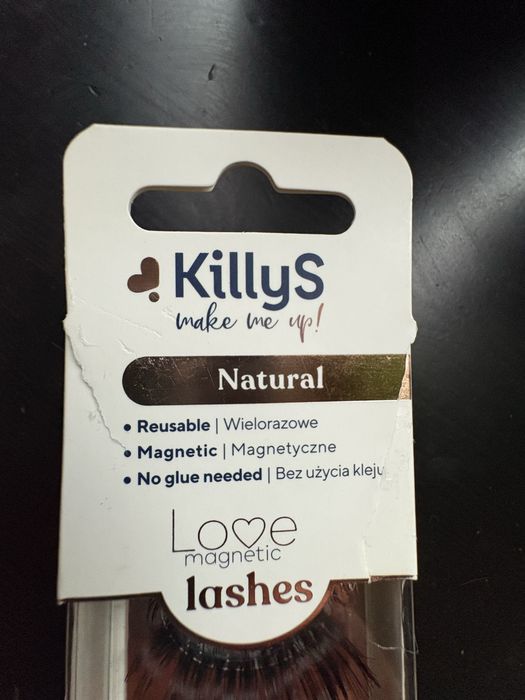 KillyS
make me up!
Natural
• Reusable | Wielorazowe
• Magnetic | Magnetyczne
• No glue needed | Bez użycia kleju
Love
magnetic
lashes